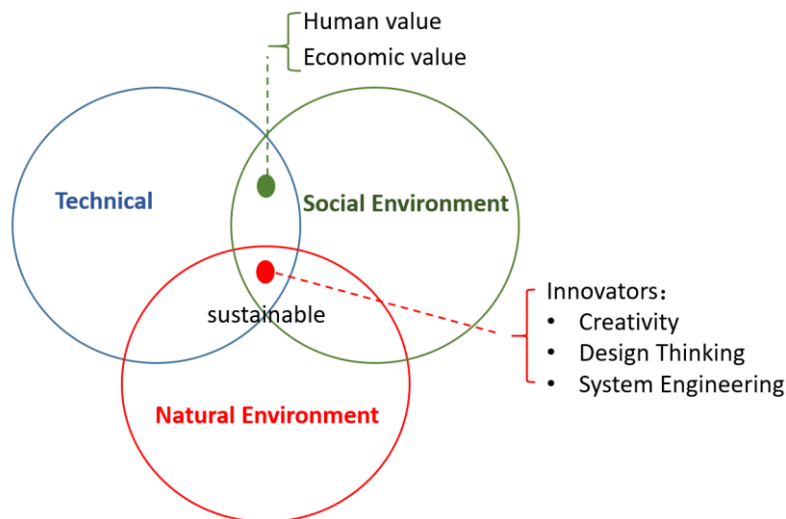 Human value
Economic value
Technical
Social Environment
sustainable
Innovators：
• Creativity
• Design Thinking
• System Engineering
Natural Environment